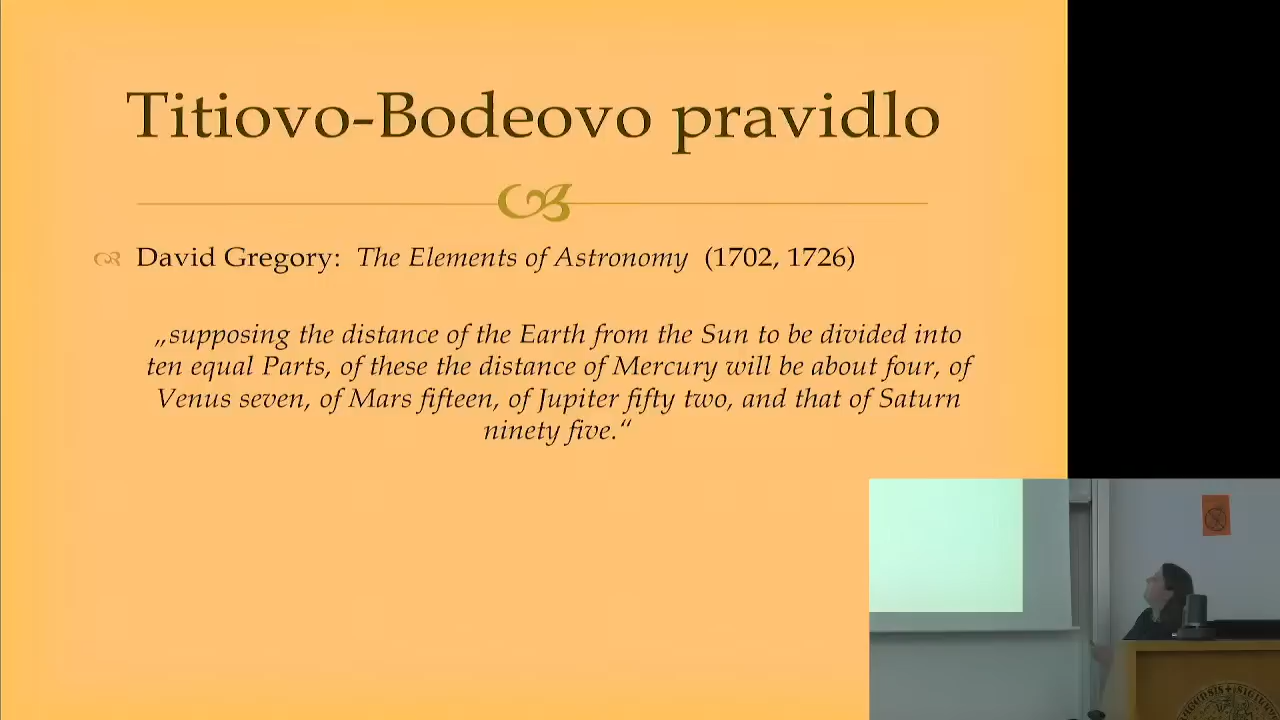 Titiovo-Bodeovo pravidlo
David Gregory: The Elements of Astronomy (1702, 1726)
„supposing the distance of the Earth from the Sun to be divided into
ten equal Parts, of these the distance of Mercury will be about four, of
Venus seven, of Mars fifteen, of Jupiter fifty two, and that of Saturn
ninety five.“